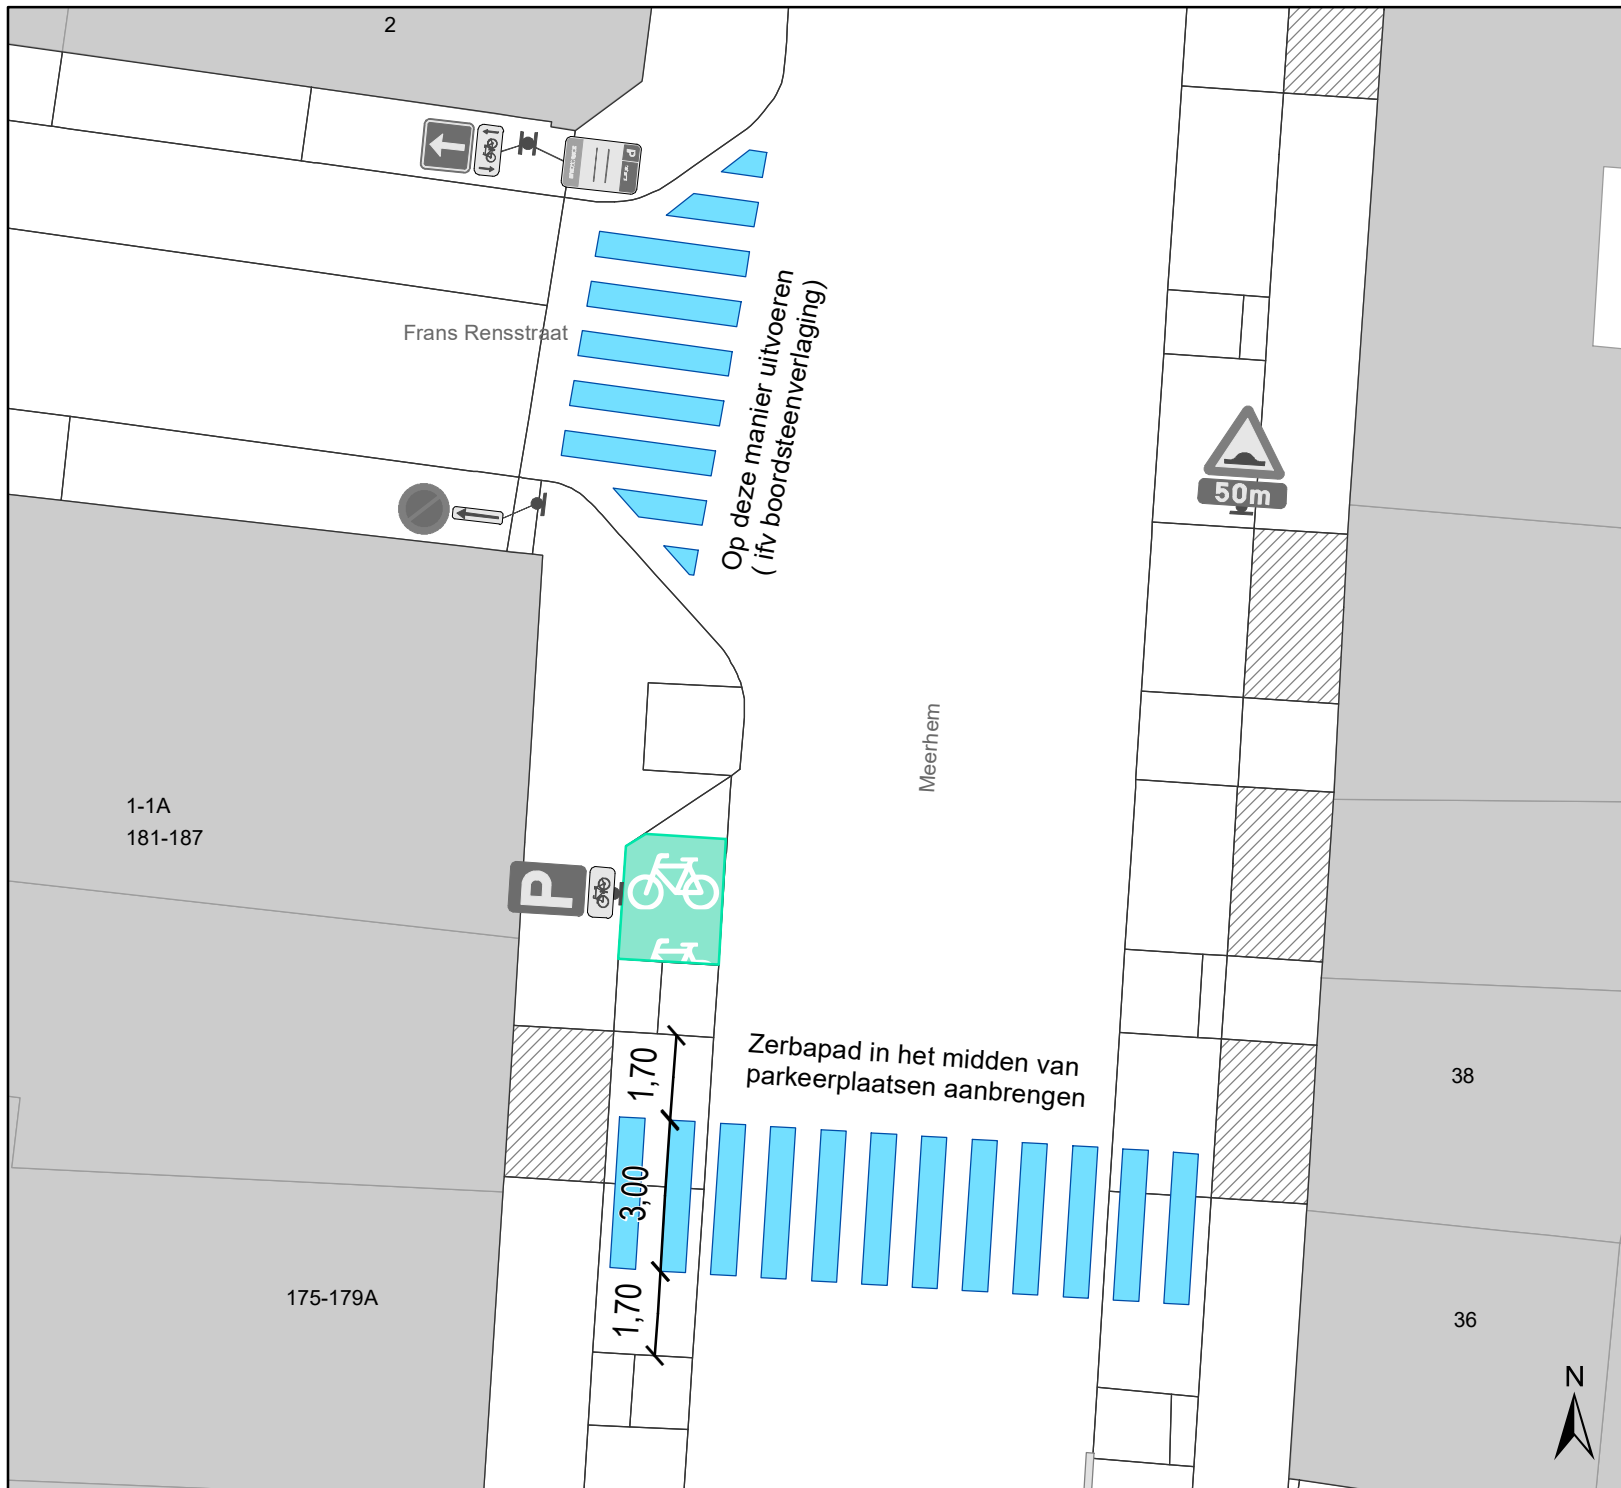 2
P
Frans Rensstraat
Op deze manier uitvoeren
( ifv boordsteenverlaging)
50m
Meerhem
1-1A
181-187
P
Zerbapad in het midden van
parkeerplaatsen aanbrengen
1,70
3,00
1,70
38
175-179A
36
N